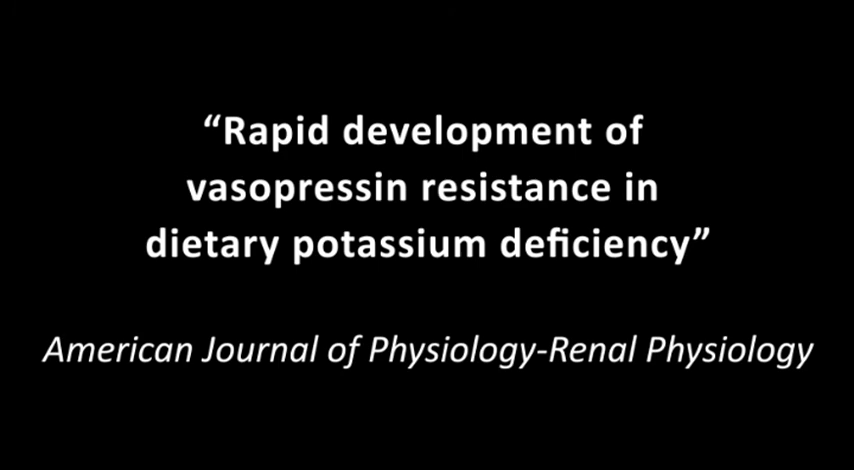 “Rapid development of
vasopressin resistance in
dietary potassium deficiency”
American Journal of Physiology-Renal Physiology